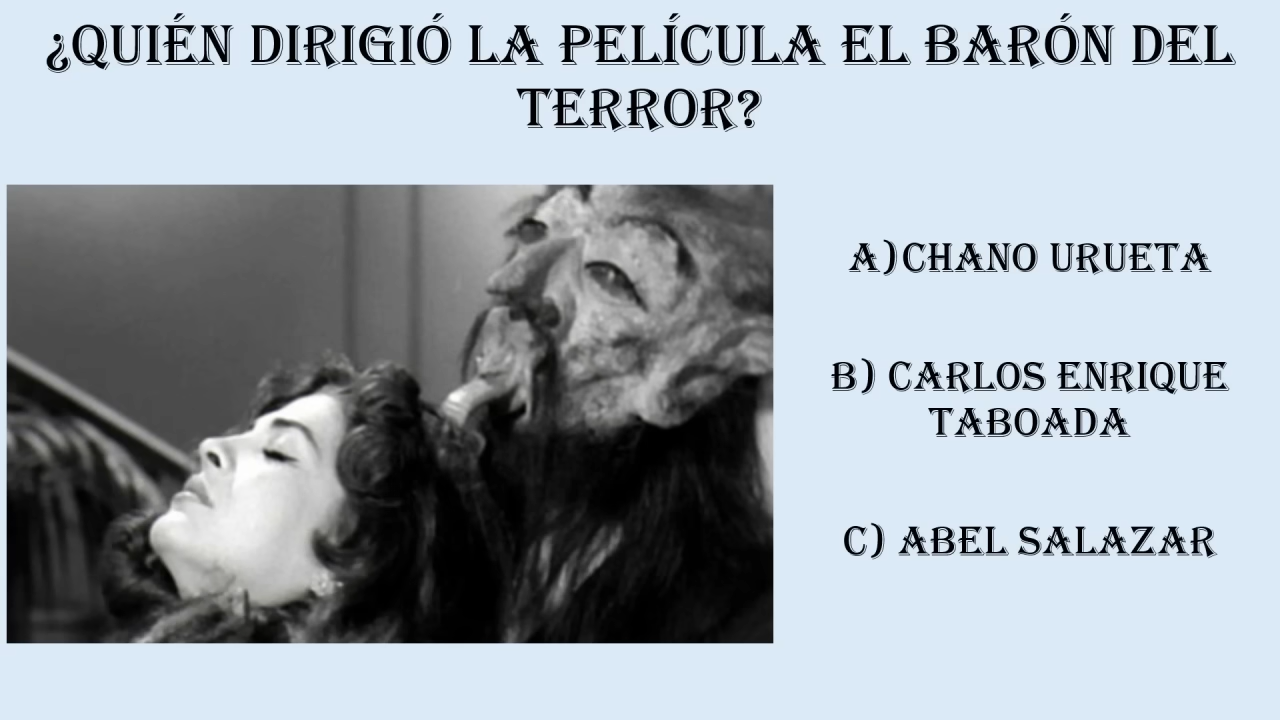 ¿QUIÉN DIRIGIÓ LA PELÍCULA EL BARÓN DEL
TERROR?
A)CHANO URUETA
B) CARLOS ENRIQUE
TABOADA
C) ABEL SALAZAR